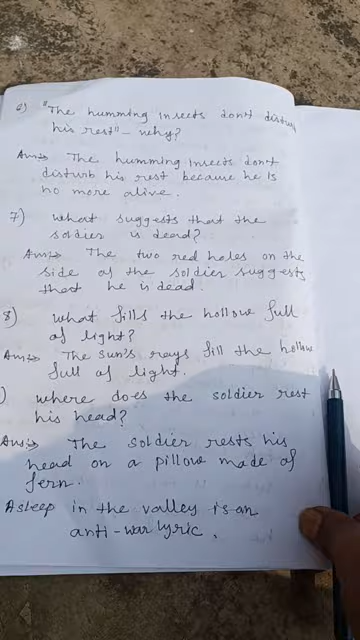 6) "The humming insects don't disturb
his rest" - why?
Ans:- The humming insects don't
disturb his rest because he is
no more alive.
7) what suggests that the
soldier is dead?
Ans:- The two red holes on the
side of the soldier suggests
that he is dead.
8) what fills the hollow full
of light?
Ans:- The sun's rays fill the hollow
full of light.
) where does the soldier rest
his head?
Ans:- The soldier rests his
head on a pillow made of
fern.
Asleep in the valley is an
anti-war lyric.